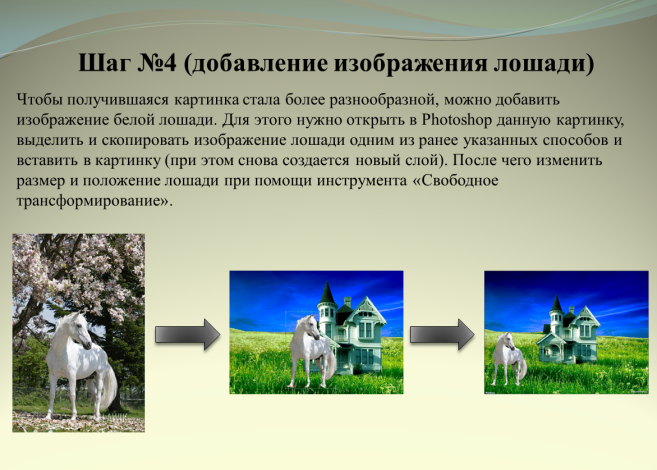 Шаг №4 (добавление изображения лошади)
Чтобы получившаяся картинка стала более разнообразной, можно добавить
изображение белой лошади. Для этого нужно открыть в Photoshop данную картинку,
выделить и скопировать изображение лошади одним из ранее указанных способов и
вставить в картинку (при этом снова создается новый слой). После чего изменить
размер и положение лошади при помощи инструмента «Свободное
трансформирование».